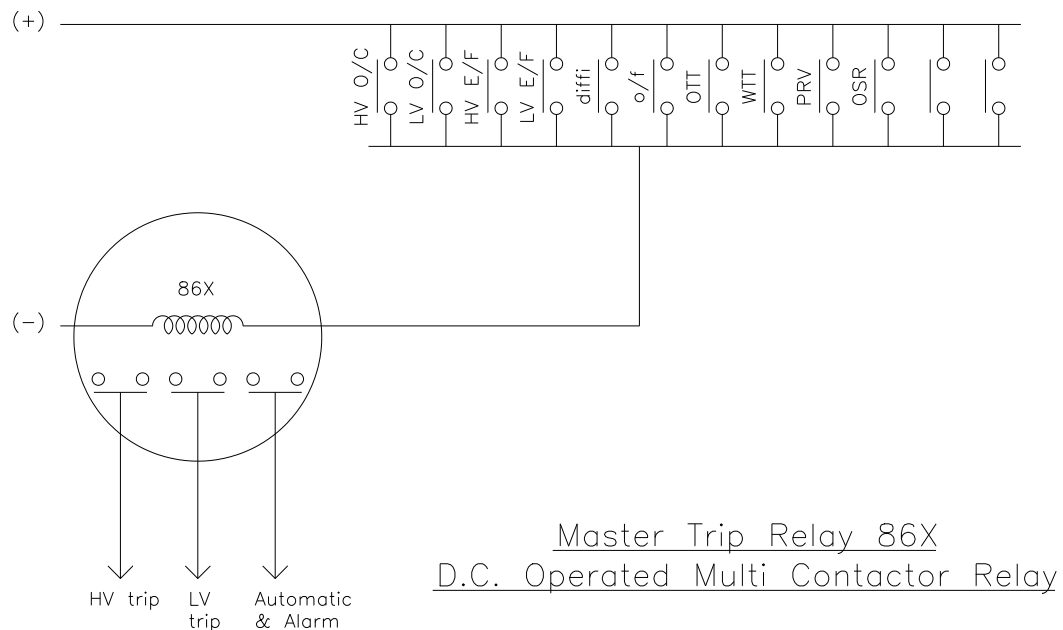 (+)
HV O/C
LV O/C
HV E/F
LV E/F
diffi
o/f
OTT
WTT
PRV
OSR
86X
(-)
HV trip
LV
trip
Automatic
& Alarm
Master Trip Relay 86X
D.C. Operated Multi Contactor Relay